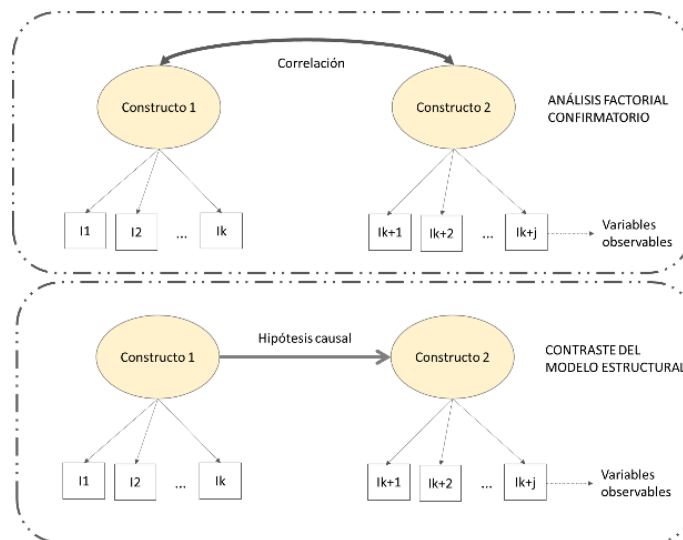 Correlación
Constructo 1
Constructo 2
ANÁLISIS FACTORIAL
CONFIRMATORIO
I1
I2
...
Ik
Ik+1
Ik+2
...
Ik+j
Variables
observables
Hipótesis causal
Constructo 1
Constructo 2
CONTRASTE DEL
MODELO ESTRUCTURAL
I1
I2
...
Ik
Ik+1
Ik+2
...
Ik+j
Variables
observables